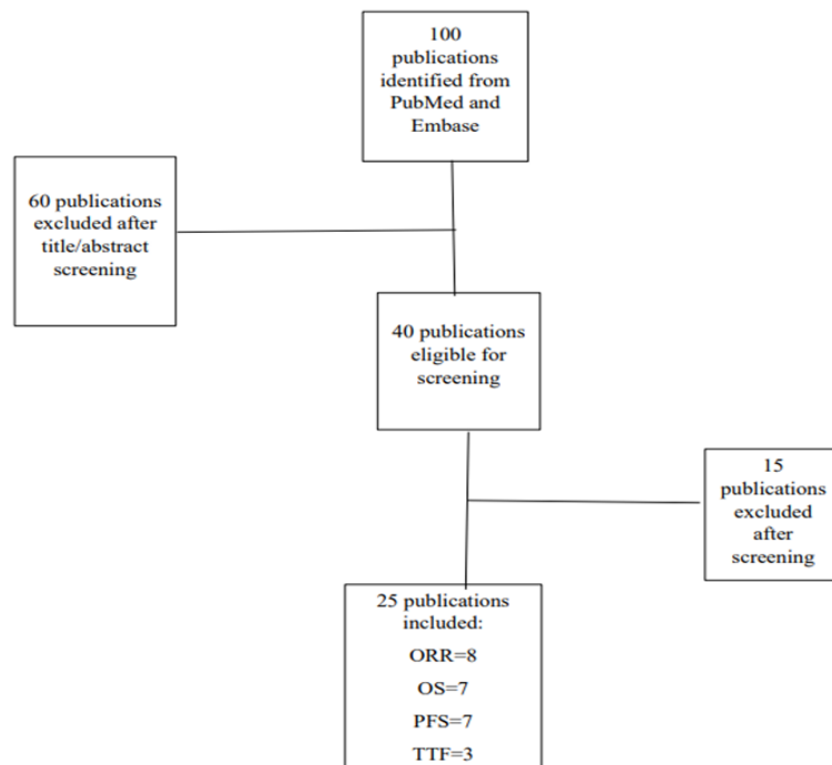 100
publications
identified from
PubMed and
Embase
60 publications
excluded after
title/abstract
screening
40 publications
eligible for
screening
15
publications
excluded
after
screening
25 publications
included:
ORR=8
OS=7
PFS=7
TTF=3